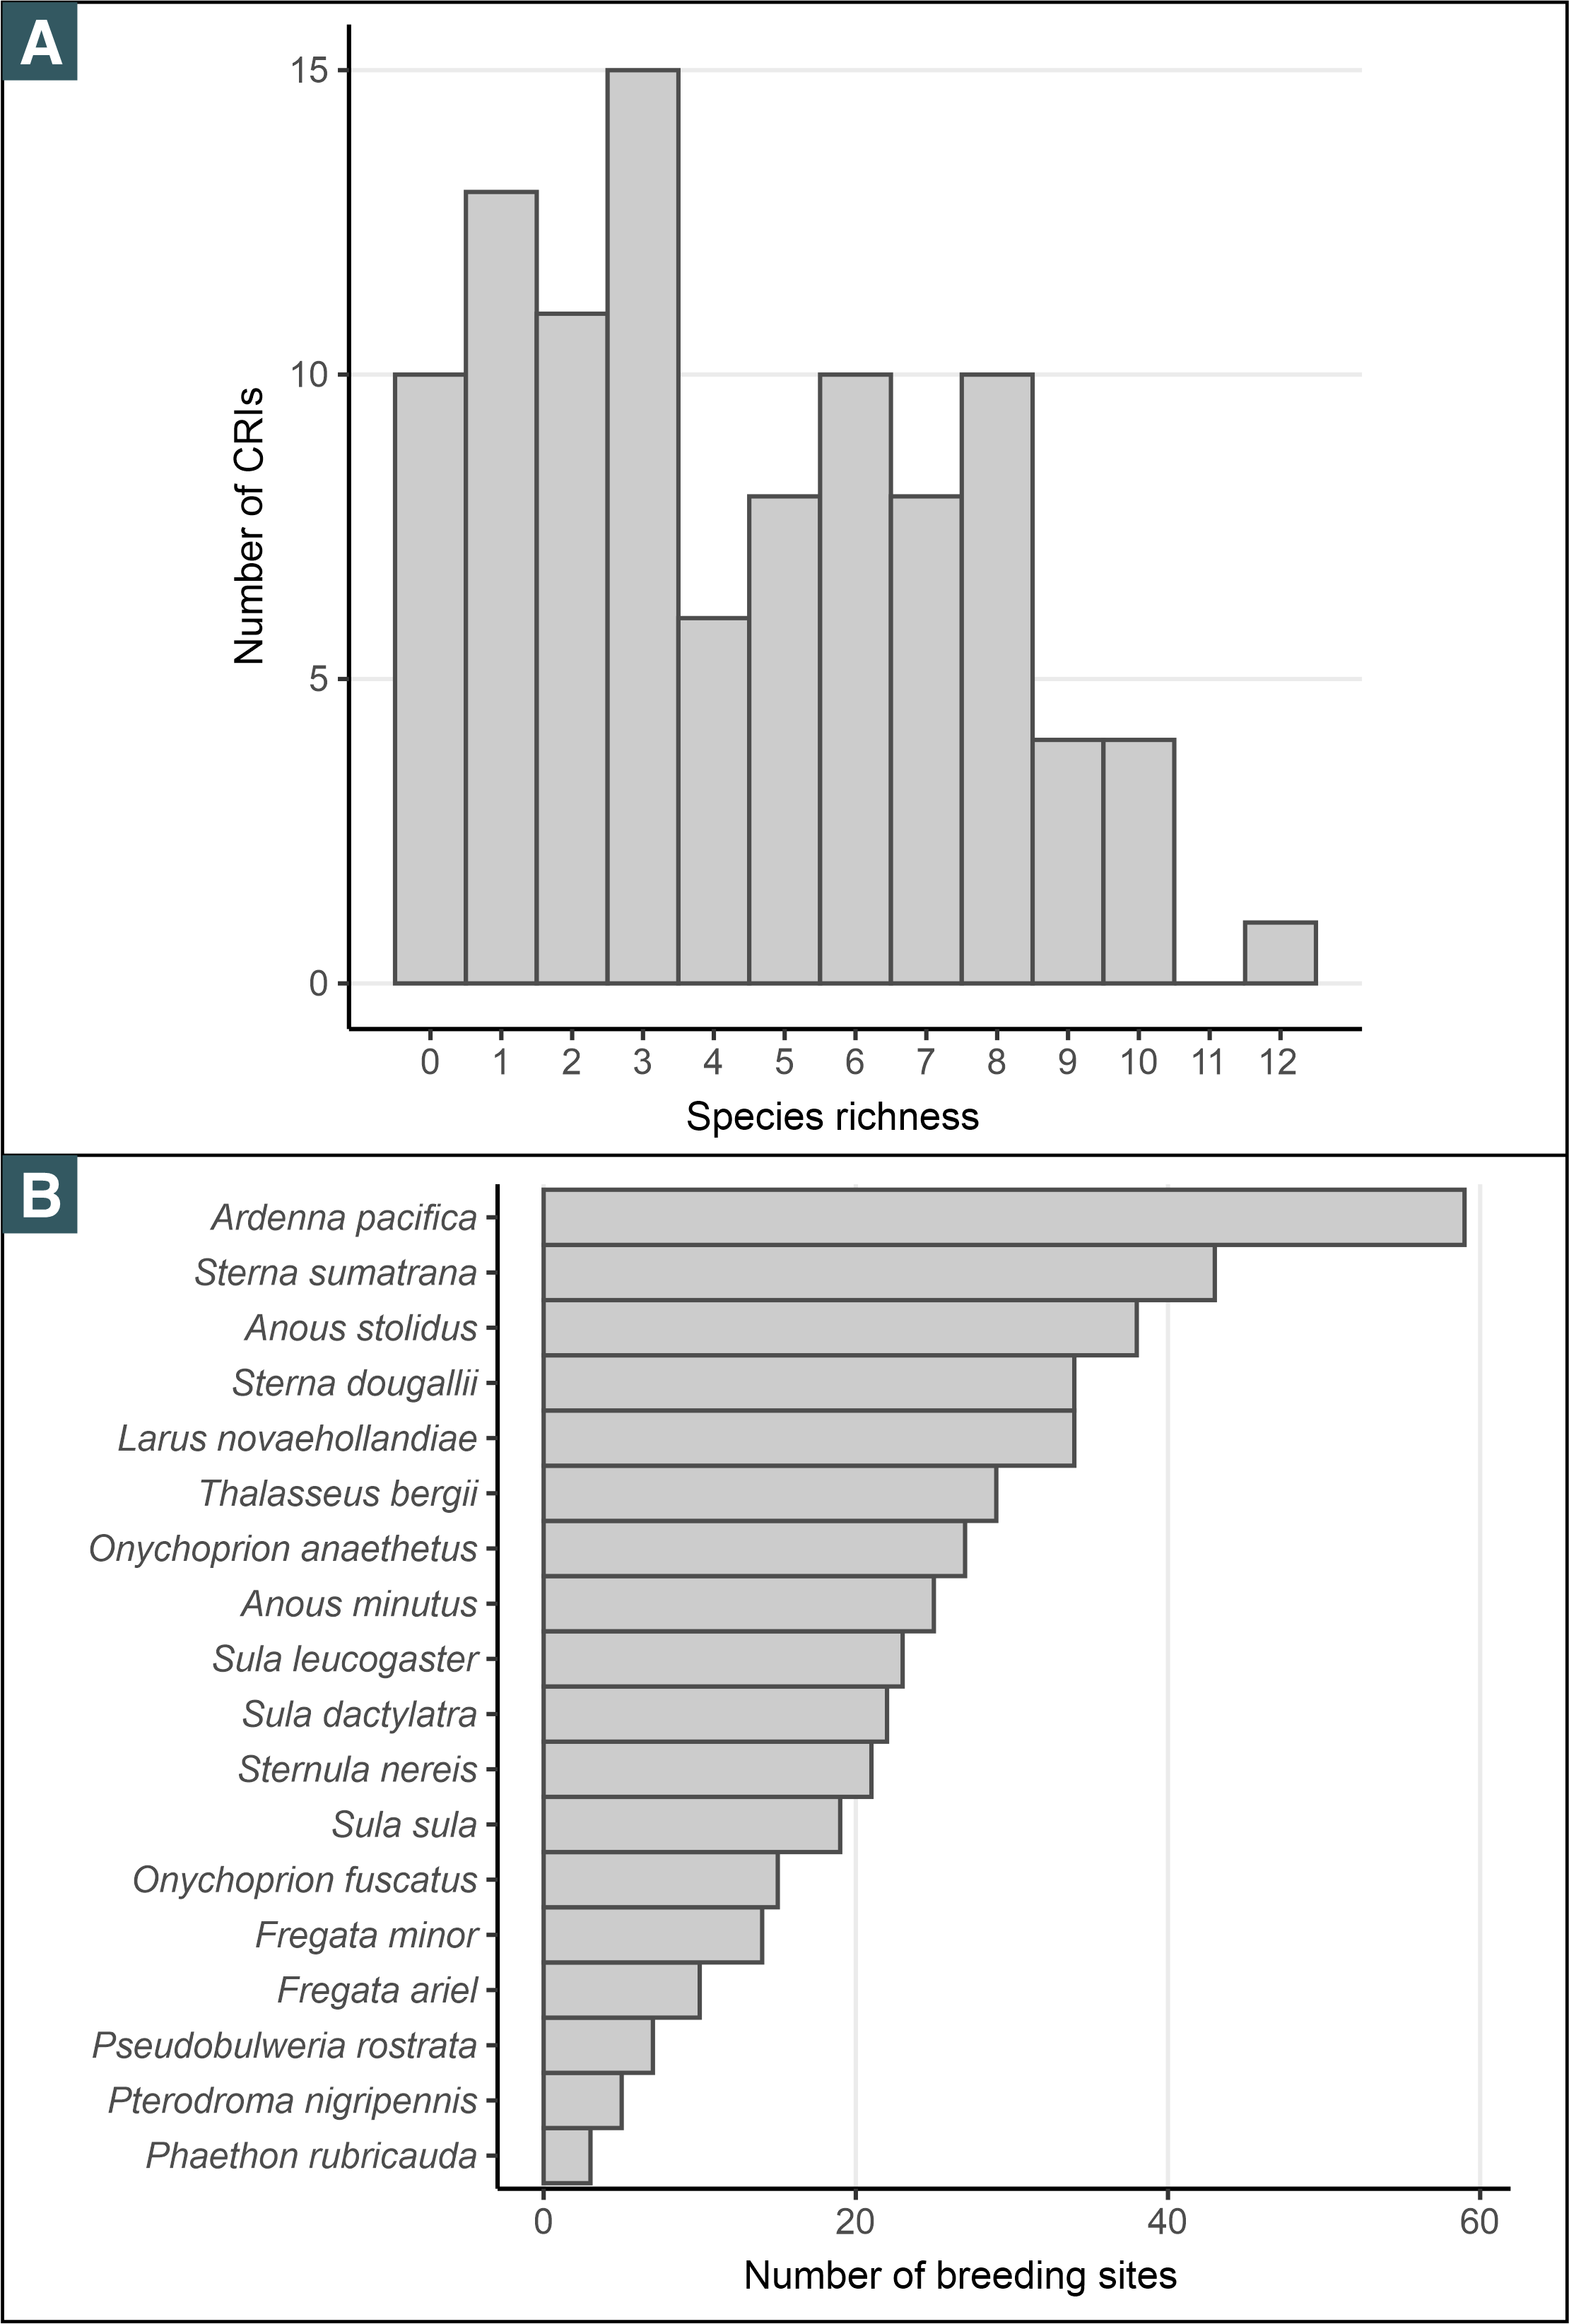 A
15
10
5
0
Number of CRIs
0 1 2 3 4 5 6 7 8 9 10 11 12
Species richness
B
Ardenna pacifica
Sterna sumatrana
Anous stolidus
Sterna dougallii
Larus novaehollandiae
Thalasseus bergii
Onychoprion anaethetus
Anous minutus
Sula leucogaster
Sula dactylatra
Sternula nereis
Sula sula
Onychoprion fuscatus
Fregata minor
Fregata ariel
Pseudobulweria rostrata
Pterodroma nigripennis
Phaethon rubricauda
0 20 40 60
Number of breeding sites